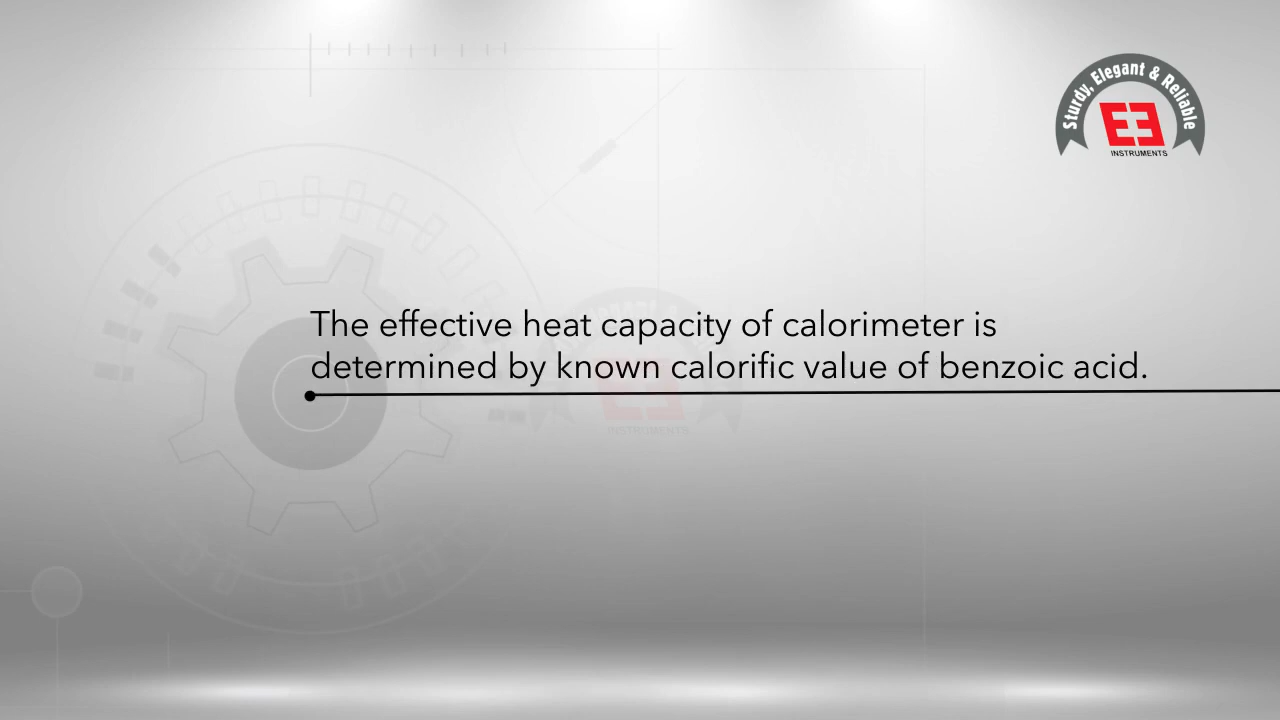 Sturdy, Elegant & Reliable
INSTRUMENTS
The effective heat capacity of calorimeter is
determined by known calorific value of benzoic acid.
INSTRUMENTS